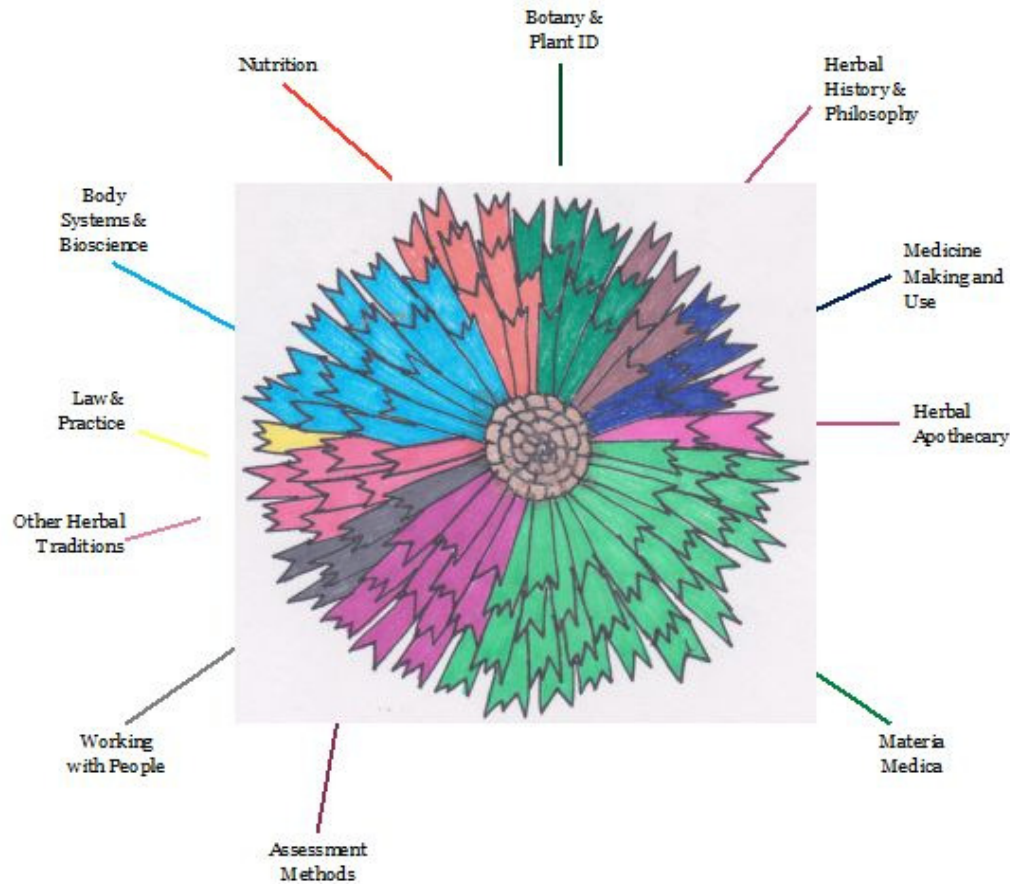 Botany &
Plant ID
Nutrition
Herbal
History &
Philosophy
Body
Systems &
Bioscience
Medicine
Making and
Use
Law &
Practice
Herbal
Apothecary
Other Herbal
Traditions
Working
with People
Materia
Medica
Assessment
Methods